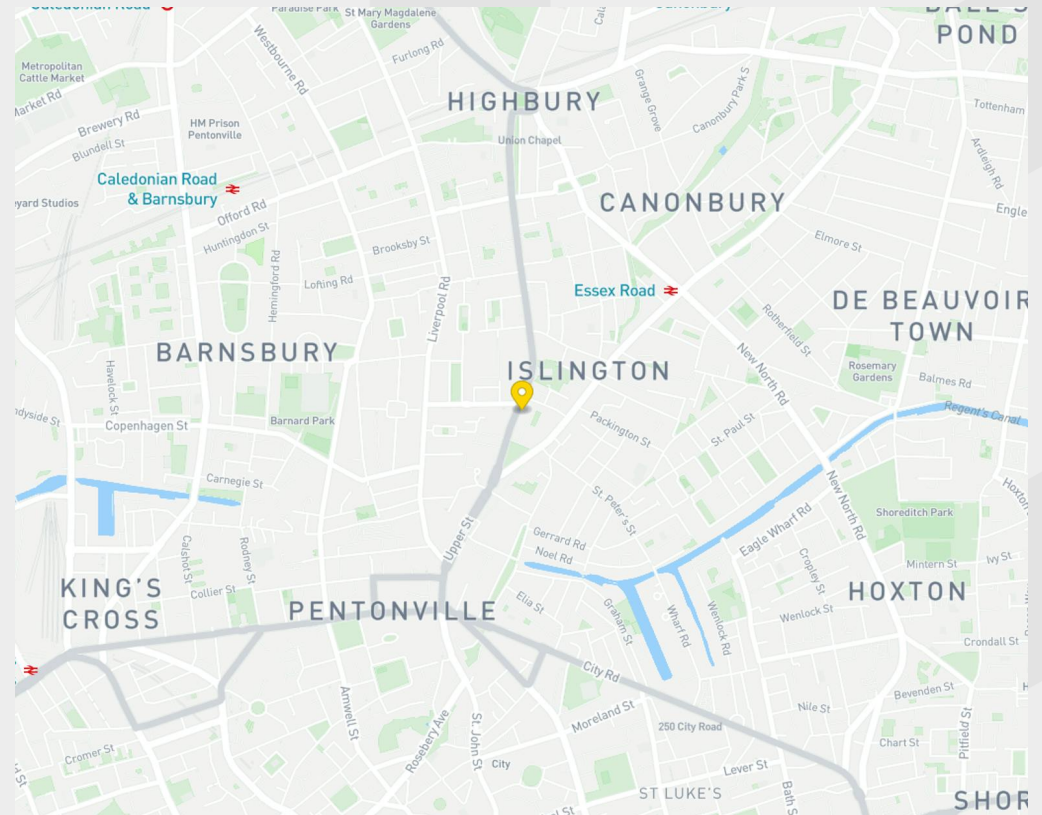 Caledonian Road
Paradise Park
St Mary Magdalene
Gardens
Canonbury
POND
Metropolitan
Cattle Market
Westbourne Rd
Furlong Rd
Grange Grove
Canonbury Park S
HIGHBURY
Market Rd
Brewery Rd
Blundell St
HM Prison
Pentonville
Union Chapel
Tottenham
Ardleigh Rd
Caledonian Road
& Barnsbury
yard Studios
Offord Rd
Huntingdon St
CANONBURY
Engle
Brooksby St
Elmore St
Hemingford Rd
Lofting Rd
Liverpool Rd
Essex Road
DE BEAUVOIR
TOWN
Rotherfield St
BARNSBURY
ISLINGTON
New North Rd
Rosemary
Gardens
Balmes Rd
Havelock St
Copenhagen St
Barnard Park
Packington St
St. Paul St
Regent's Canal
ndyside St
Carnegie St
St. Peter's St
New North Rd
Shoreditch Park
Hoxton
Upper St
Gerrard Rd
Noel Rd
Eagle Wharf Rd
Calshot St
Rodney St
Cropley St
Mintern St
Ivy St
KING'S
CROSS
Collier St
PENTONVILLE
Elia St
Graham St
Wharf Rd
Wenlock Rd
Wenlock St
HOXTON
Crondall St
City Rd
Bevenden St
Amwell St
Rosebery Ave
St. John St
Moreland St
250 City Road
Nile St
Pitfield St
Cromer St
City
Chart St
Lever St
Bath S
d St
ST LUKE'S
SHOR